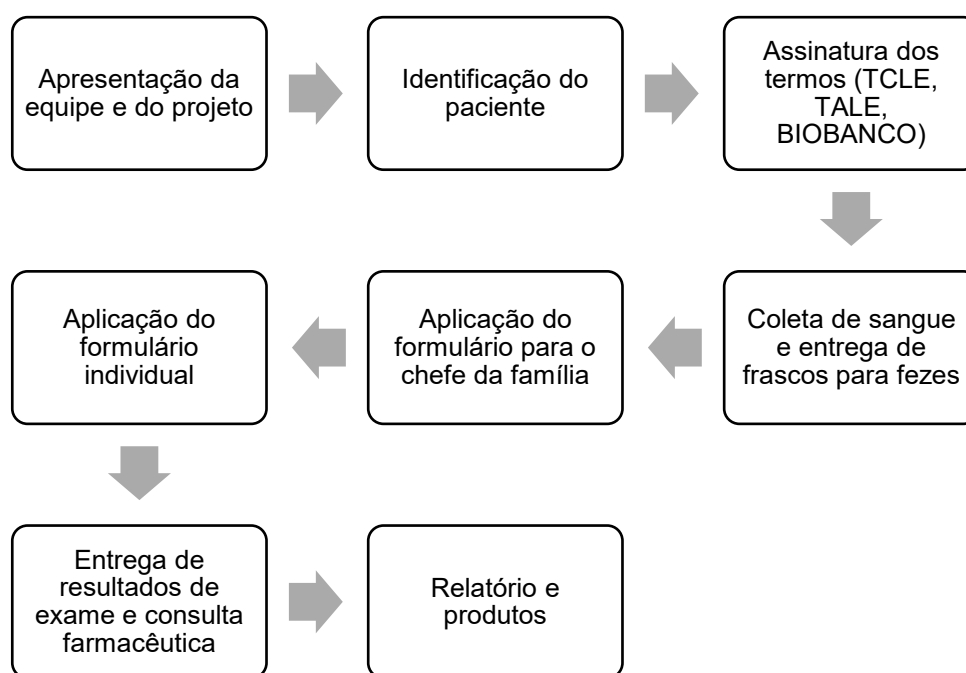 Apresentação da
equipe e do projeto
Identificação do
paciente
Assinatura dos
termos (TCLE,
TALE,
BIOBANCO)
Coleta de sangue
e entrega de
frascos para fezes
Aplicação do
formulário para o
chefe da família
Aplicação do
formulário
individual
Entrega de
resultados de
exame e consulta
farmacêutica
Relatório e
produtos